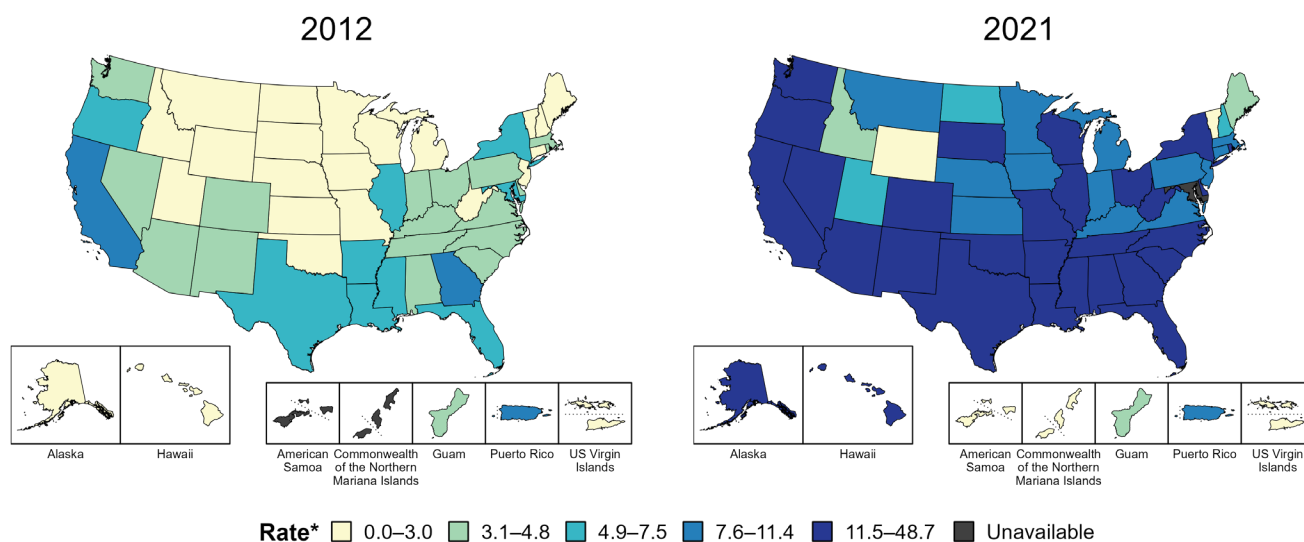 2012
2021
Alaska
Hawaii
American
Samoa
Commonwealth
of the Northern
Mariana Islands
Guam
Puerto Rico
US Virgin
Islands
Alaska
Hawaii
American
Samoa
Commonwealth
of the Northern
Mariana Islands
Guam
Puerto Rico
US Virgin
Islands
Rate* 0.0–3.0 3.1–4.8 4.9–7.5 7.6–11.4 11.5–48.7 Unavailable